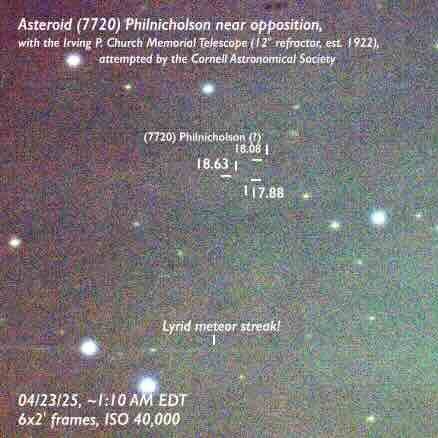 Asteroid (7720) Philnicholson near opposition,
with the Irving P. Church Memorial Telescope (12" refractor, est. 1922),
attempted by the Cornell Astronomical Society
(7720) Philnicholson (?)
18.08
18.63
17.88
Lyrid meteor streak!
04/23/25, ~1:10 AM EDT
6x2' frames, ISO 40,000